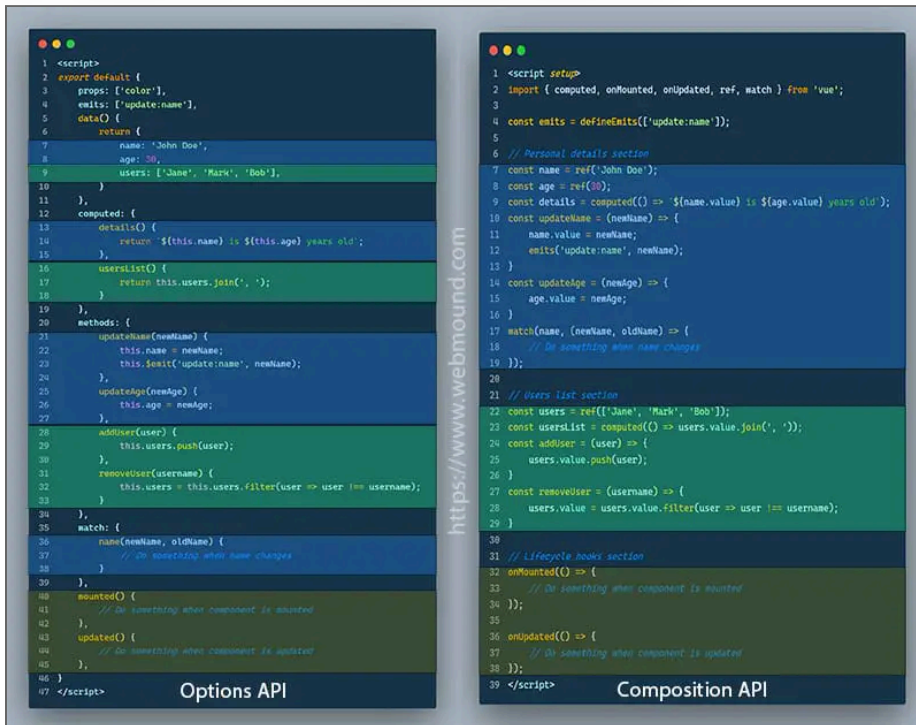 1 <script>
2 export default {
3 props: ['color'],
4 emits: ['update:name'],
5 data() {
6 return {
7 name: 'John Doe',
8 age: 30,
9 users: ['Jane', 'Mark', 'Bob'],
10 }
11 },
12 computed: {
13 details() {
14 return `${this.name} is ${this.age} years old`;
15 },
16 usersList() {
17 return this.users.join(', ');
18 }
19 },
20 methods: {
21 updateName(newName) {
22 this.name = newName;
23 this.$emit('update:name', newName);
24 },
25 updateAge(newAge) {
26 this.age = newAge;
27 },
28 addUser(user) {
29 this.users.push(user);
30 },
31 removeUser(username) {
32 this.users = this.users.filter(user => user !== username);
33 }
34 },
35 watch: {
36 name(newName, oldName) {
37 // Do something when name changes
38 }
39 },
40 mounted() {
41 // Do something when component is mounted
42 },
43 updated() {
44 // Do something when component is updated
45 },
46 }
47 </script>
Options API
https://www.webmound.com
1 <script setup>
2 import { computed, onMounted, onUpdated, ref, watch } from 'vue';
3
4 const emits = defineEmits(['update:name']);
5
6 // Personal details section
7 const name = ref('John Doe');
8 const age = ref(30);
9 const details = computed(() => `${name.value} is ${age.value} years old`);
10 const updateName = (newName) => {
11 name.value = newName;
12 emits('update:name', newName);
13 }
14 const updateAge = (newAge) => {
15 age.value = newAge;
16 }
17 watch(name, (newName, oldName) => {
18 // Do something when name changes
19 });
20
21 // Users list section
22 const users = ref(['Jane', 'Mark', 'Bob']);
23 const usersList = computed(() => users.value.join(', '));
24 const addUser = (user) => {
25 users.value.push(user);
26 }
27 const removeUser = (username) => {
28 users.value = users.value.filter(user => user !== username);
29 }
30
31 // Lifecycle hooks section
32 onMounted(() => {
33 // Do something when component is mounted
34 });
35
36 onUpdated(() => {
37 // Do something when component is updated
38 });
39 </script>
Composition API